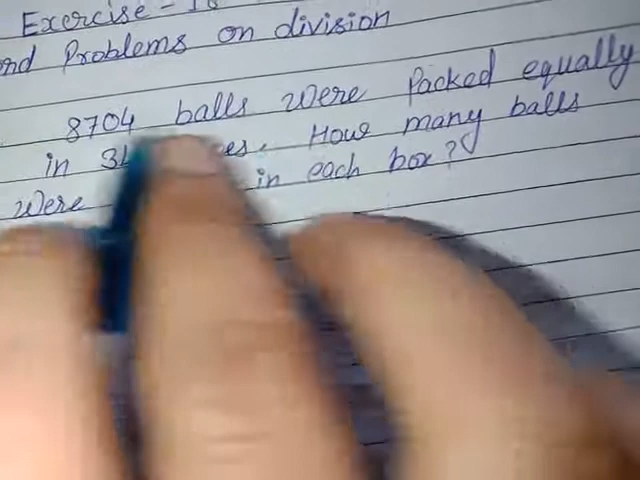 Exercise -
Problems on division
8704 balls were Packed equally
in How many balls
were in each box?